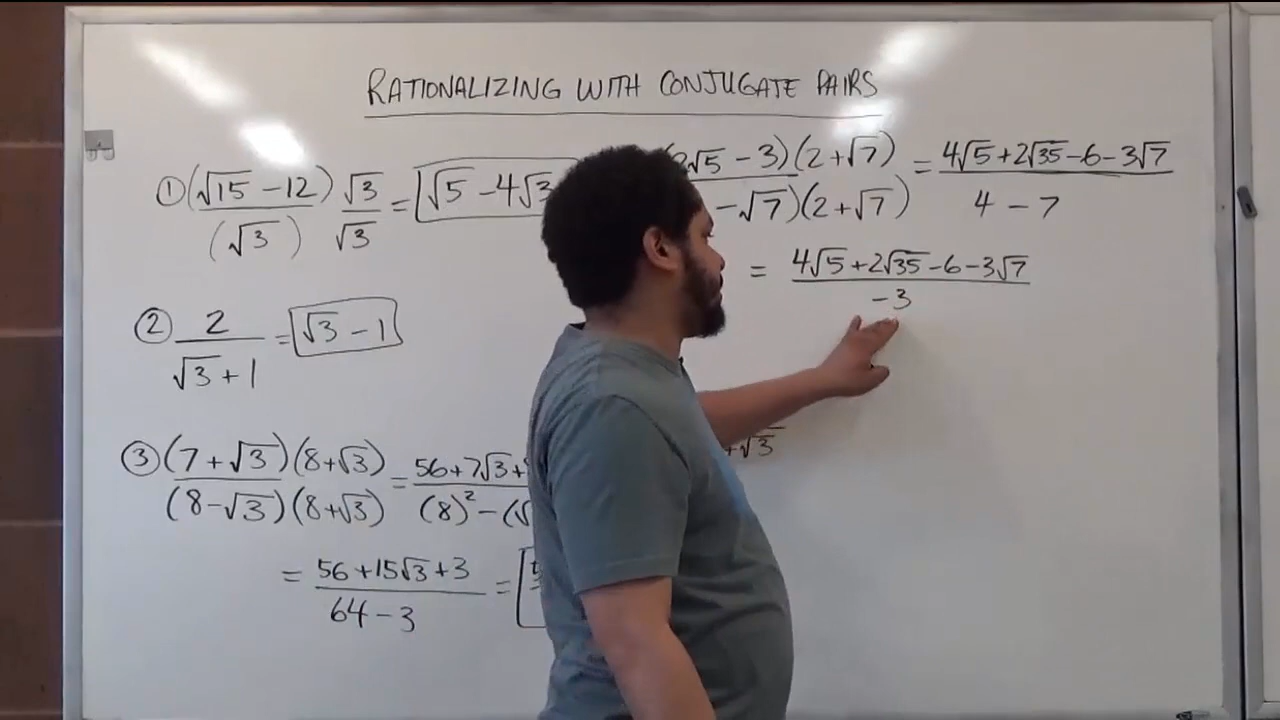 RATIONALIZING WITH CONJUGATE PAIRS
① (√15 - 12) √3 = √5 - 4√3
(√3) √3
② 2 = √3 - 1
√3 + 1
③ (7 + √3)(8 + √3) = 56 + 7√3 +
(8 - √3)(8 + √3) (8)² - (√
= 56 + 15√3 + 3 =
64 - 3
√5 - 3)(2 + √7) = 4√5 + 2√35 - 6 - 3√7
- √7)(2 + √7) 4 - 7
= 4√5 + 2√35 - 6 - 3√7
-3
+ √3